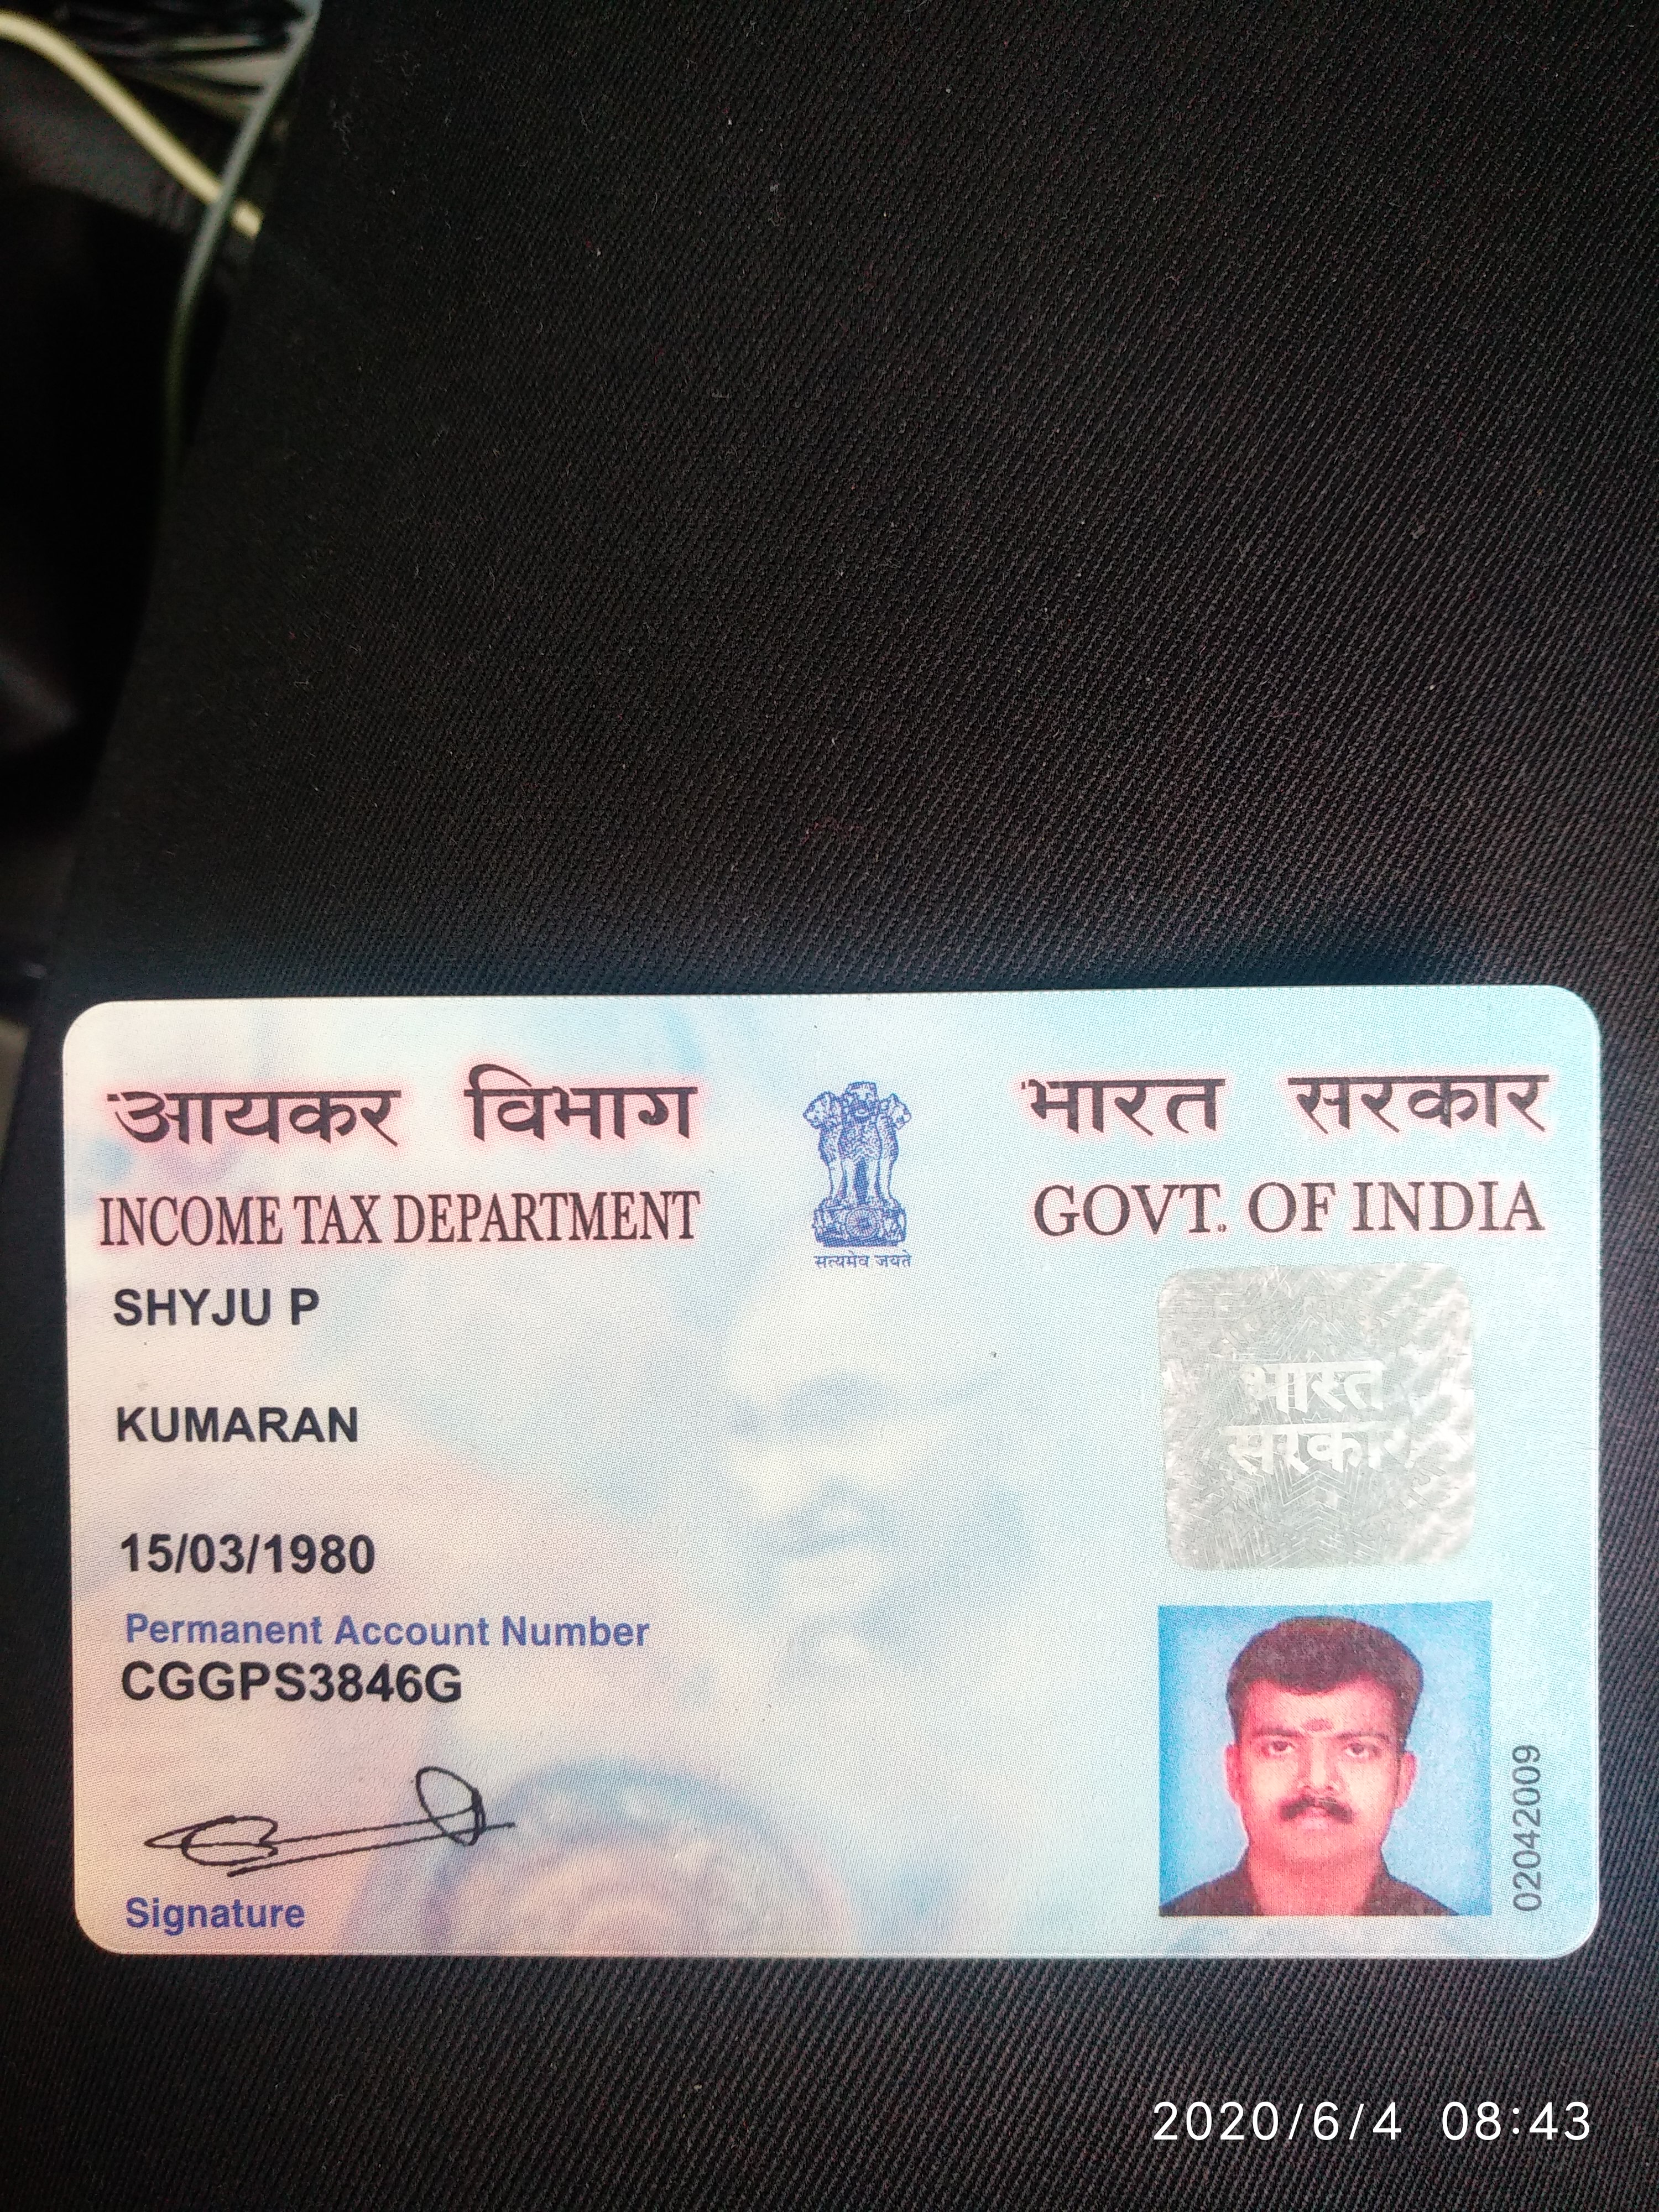 आयकर विभाग
भारत सरकार
INCOME TAX DEPARTMENT
GOVT. OF INDIA
सत्यमेव जयते
SHYJU P
भारत
सरकार
KUMARAN
15/03/1980
Permanent Account Number
CGGPS3846G
02042009
Signature
2020/6/4 08:43